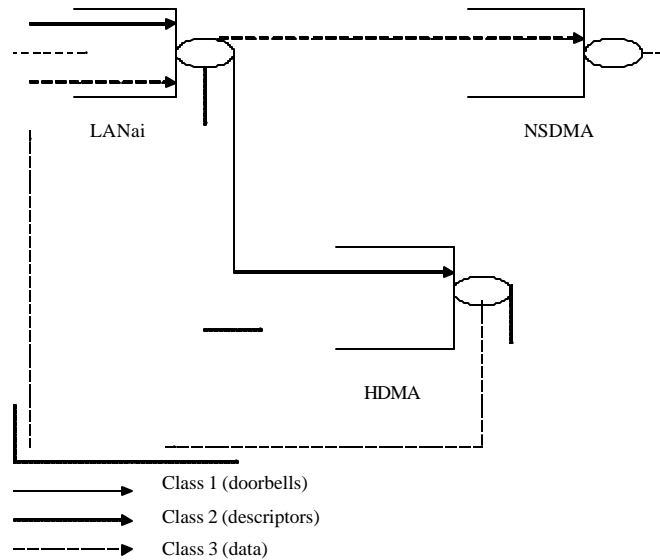 LANai
NSDMA
HDMA
Class 1 (doorbells)
Class 2 (descriptors)
Class 3 (data)